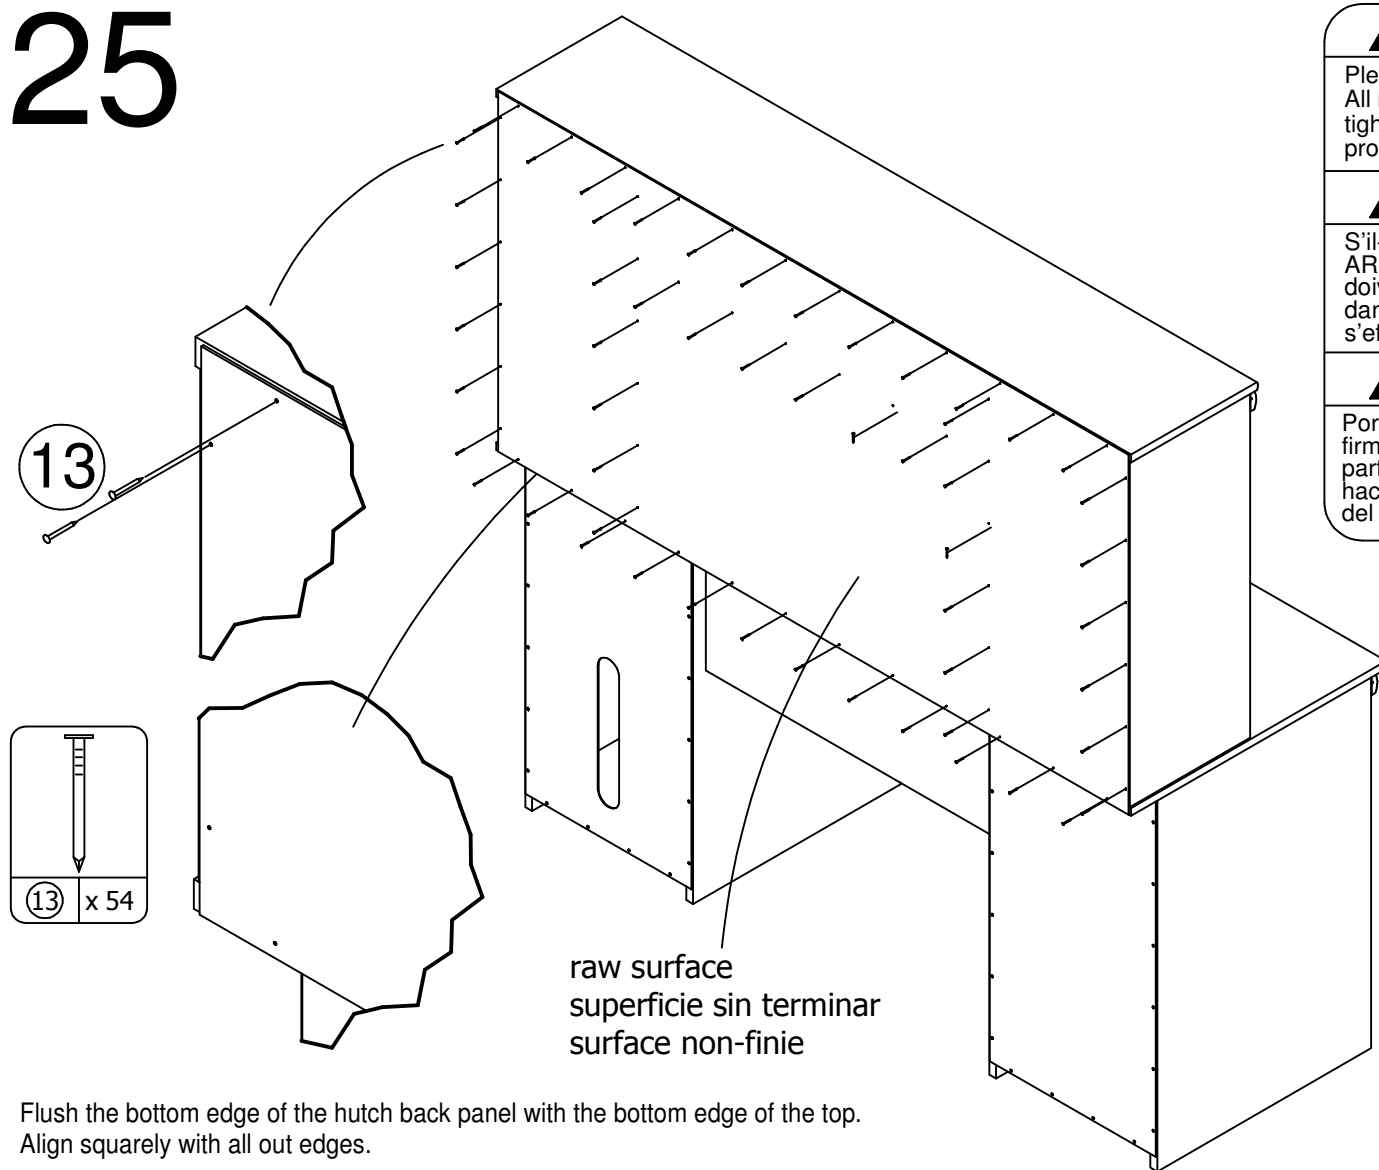 25
Ple
All
tigh
pro
S'il-
AR
doiv
dan
s'ef
Por
firm
part
hac
del
13
13 x 54
raw surface
superficie sin terminar
surface non-finie
Flush the bottom edge of the hutch back panel with the bottom edge of the top.
Align squarely with all out edges.